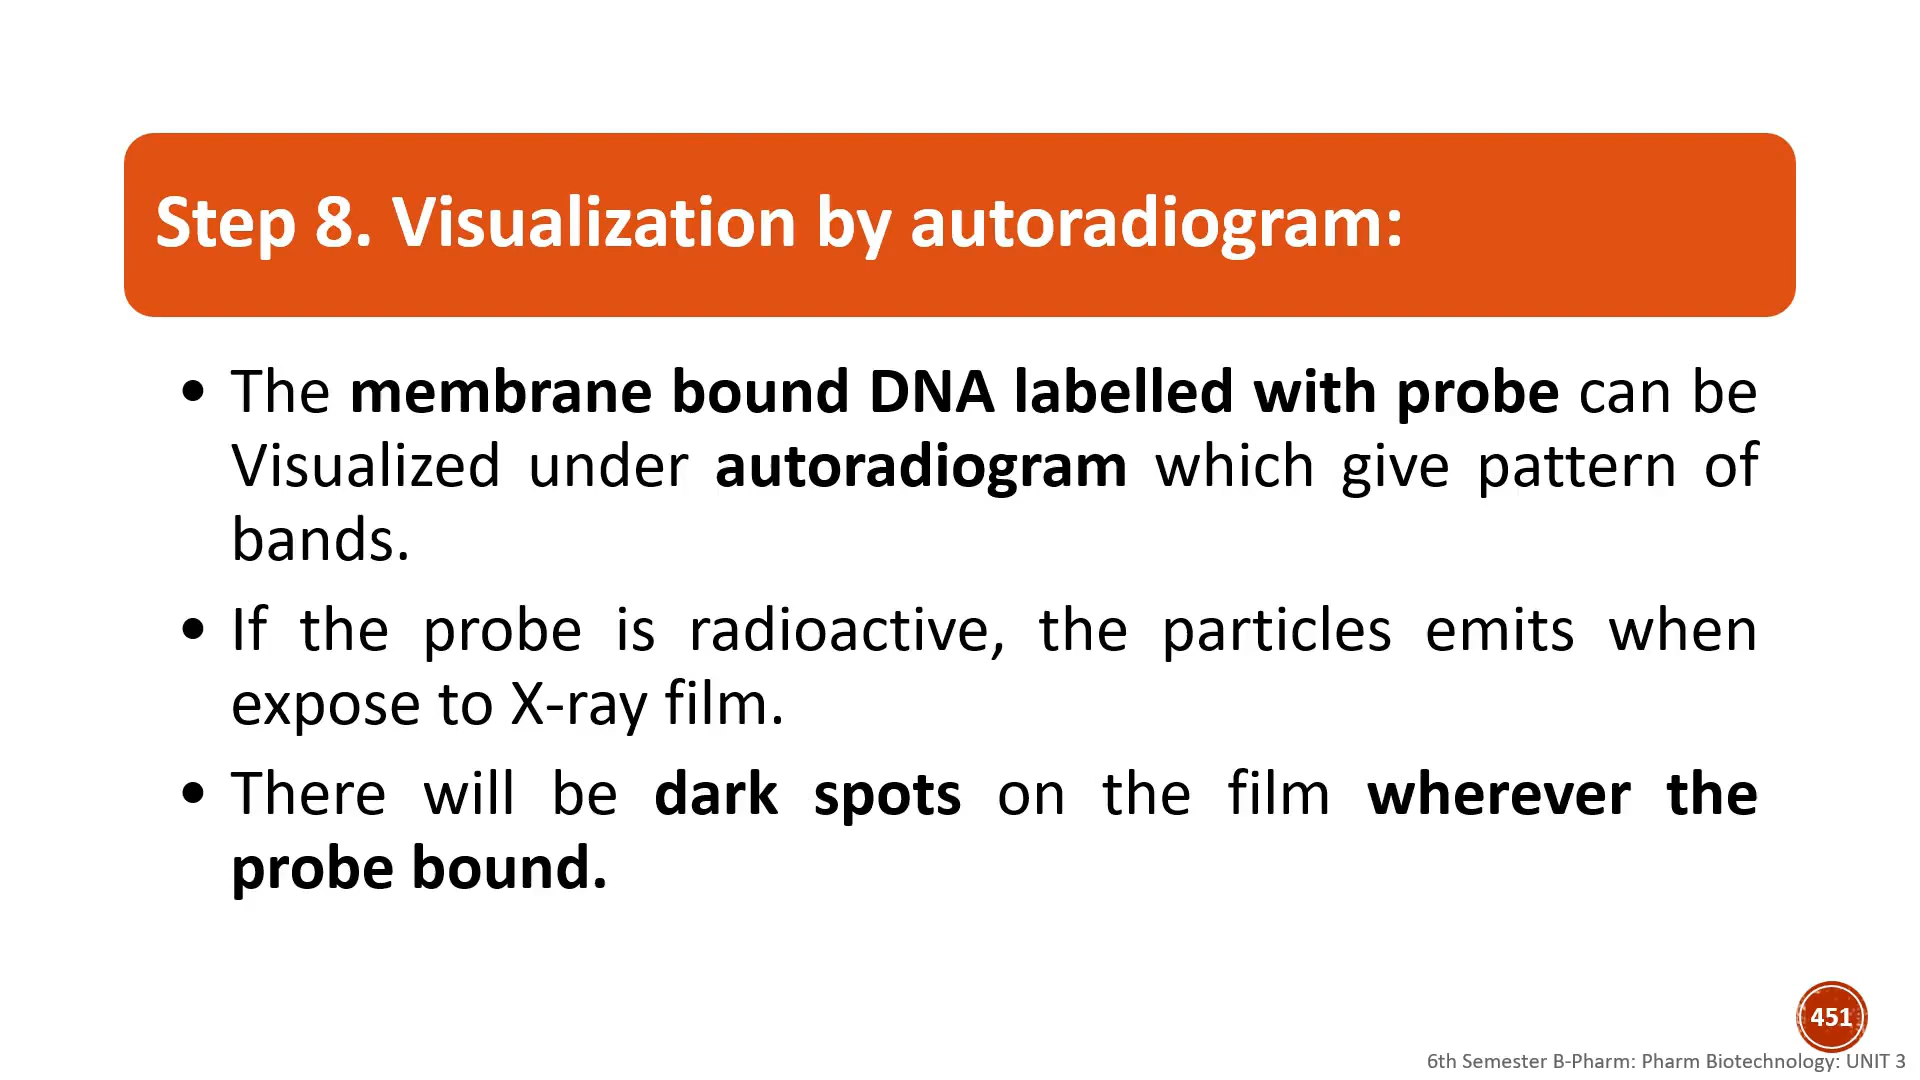 Step 8. Visualization by autoradiogram:
• The membrane bound DNA labelled with probe can be
Visualized under autoradiogram which give pattern of
bands.
• If the probe is radioactive, the particles emits when
expose to X-ray film.
• There will be dark spots on the film wherever the
probe bound.
451
6th Semester B-Pharm: Pharm Biotechnology: UNIT 3